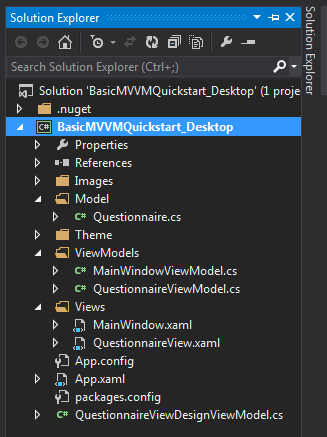 Solution Explorer
Search Solution Explorer (Ctrl+;)
Solution 'BasicMVVMQuickstart_Desktop' (1 proje
.nuget
C# BasicMVVMQuickstart_Desktop
Properties
References
Images
Model
C# Questionnaire.cs
Theme
ViewModels
C# MainWindowViewModel.cs
C# QuestionnaireViewModel.cs
Views
MainWindow.xaml
QuestionnaireView.xaml
App.config
App.xaml
packages.config
C# QuestionnaireViewDesignViewModel.cs
Solution Explorer